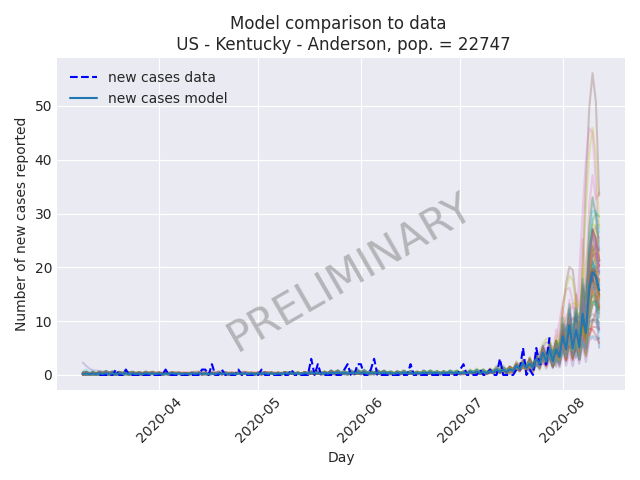 Model comparison to data
US - Kentucky - Anderson, pop. = 22747
new cases data
new cases model
Number of new cases reported
50
40
30
20
10
0
PRELIMINARY
2020-04
2020-05
2020-06
2020-07
2020-08
Day